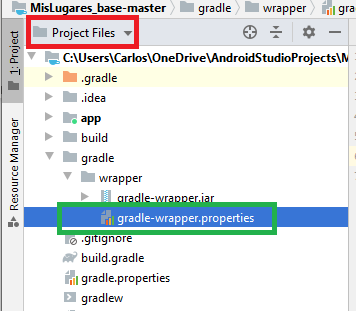 MisLugares_base-master gradle wrapper
Project Files
C:\Users\Carlos\OneDrive\AndroidStudioProjects\M
.gradle
.idea
app
build
gradle
wrapper
gradle-wrapper.jar
gradle-wrapper.properties
.gitignore
build.gradle
gradle.properties
gradlew
1: Project
Resource Manager